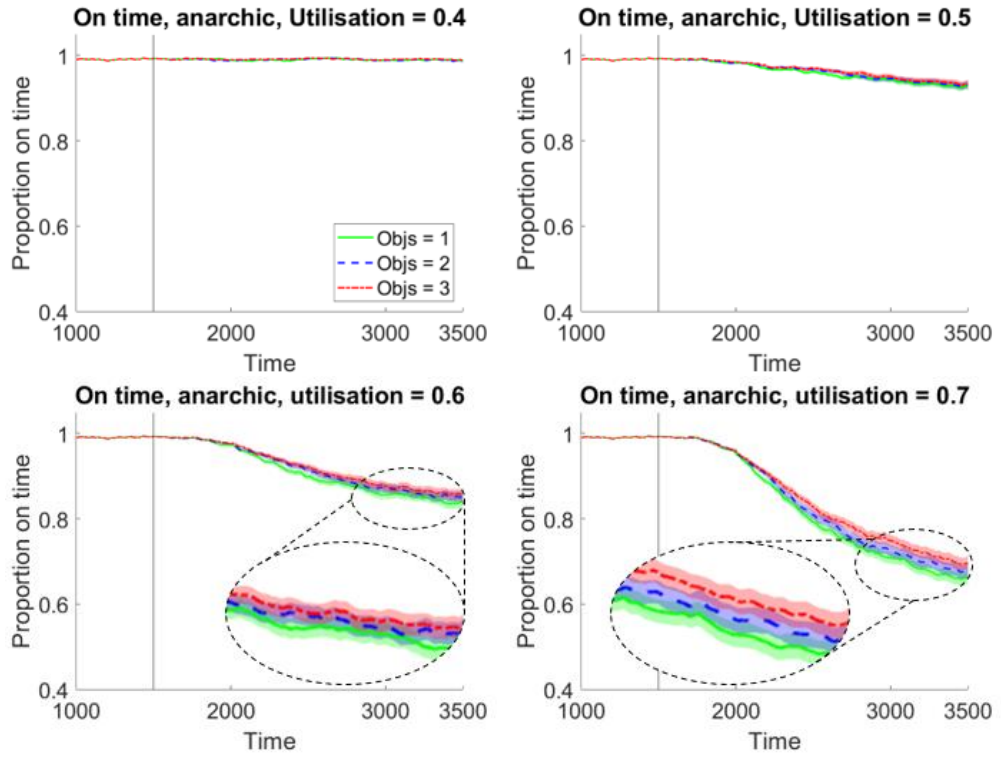 On time, anarchic, Utilisation = 0.4
Proportion on time
1
0.8
0.6
0.4
Objs = 1
Objs = 2
Objs = 3
1000 2000 3000 3500
Time
On time, anarchic, Utilisation = 0.5
Proportion on time
1
0.8
0.6
0.4
1000 2000 3000 3500
Time
On time, anarchic, utilisation = 0.6
Proportion on time
1
0.8
0.6
0.4
1000 2000 3000 3500
Time
On time, anarchic, utilisation = 0.7
Proportion on time
1
0.8
0.6
0.4
1000 2000 3000 3500
Time